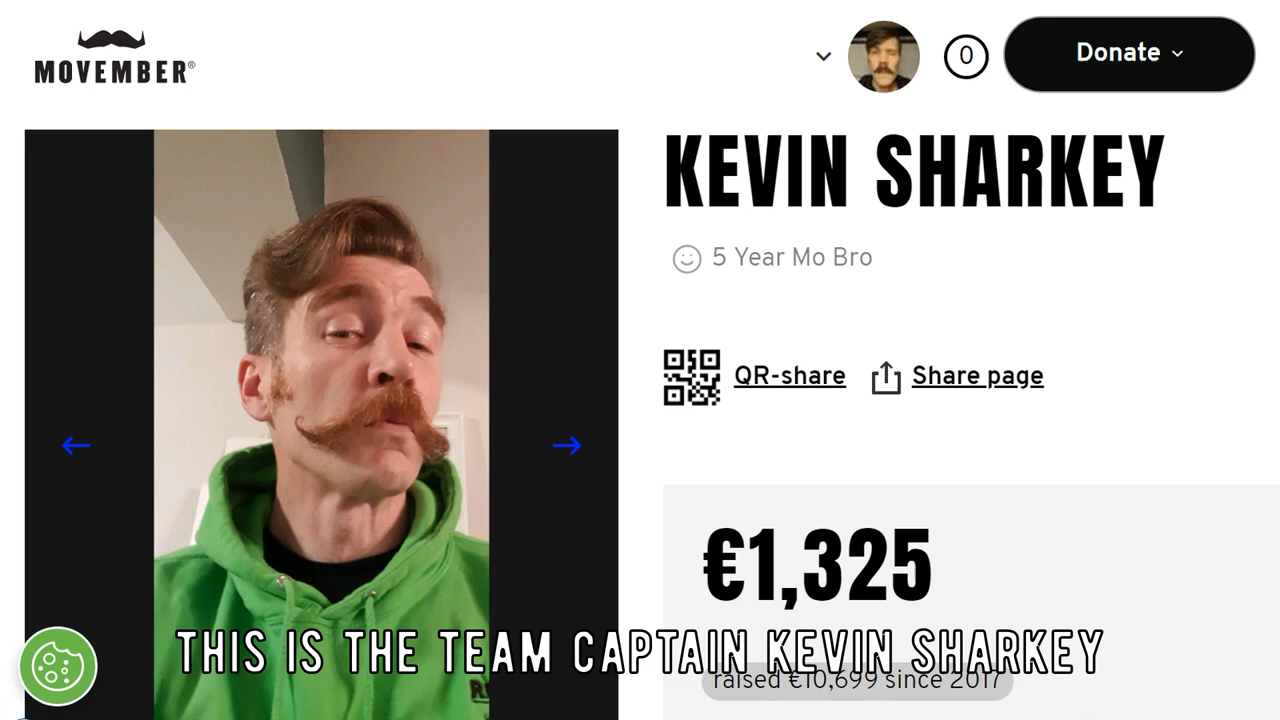 MOVEMBER®
0
Donate
KEVIN SHARKEY
5 Year Mo Bro
QR-share
Share page
€1,325
THIS IS THE TEAM CAPTAIN KEVIN SHARKEY
raised €10,699 since 2017